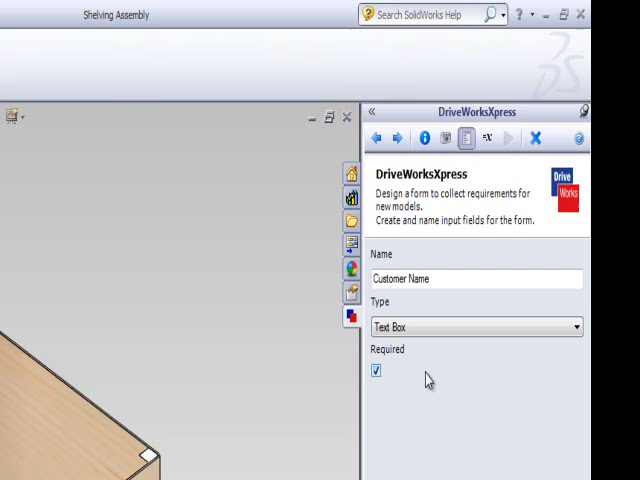 Shelving Assembly
Search SolidWorks Help
DriveWorksXpress
DriveWorksXpress
Design a form to collect requirements for
new models.
Create and name input fields for the form.
Drive
Works
Name
Customer Name
Type
Text Box
Required